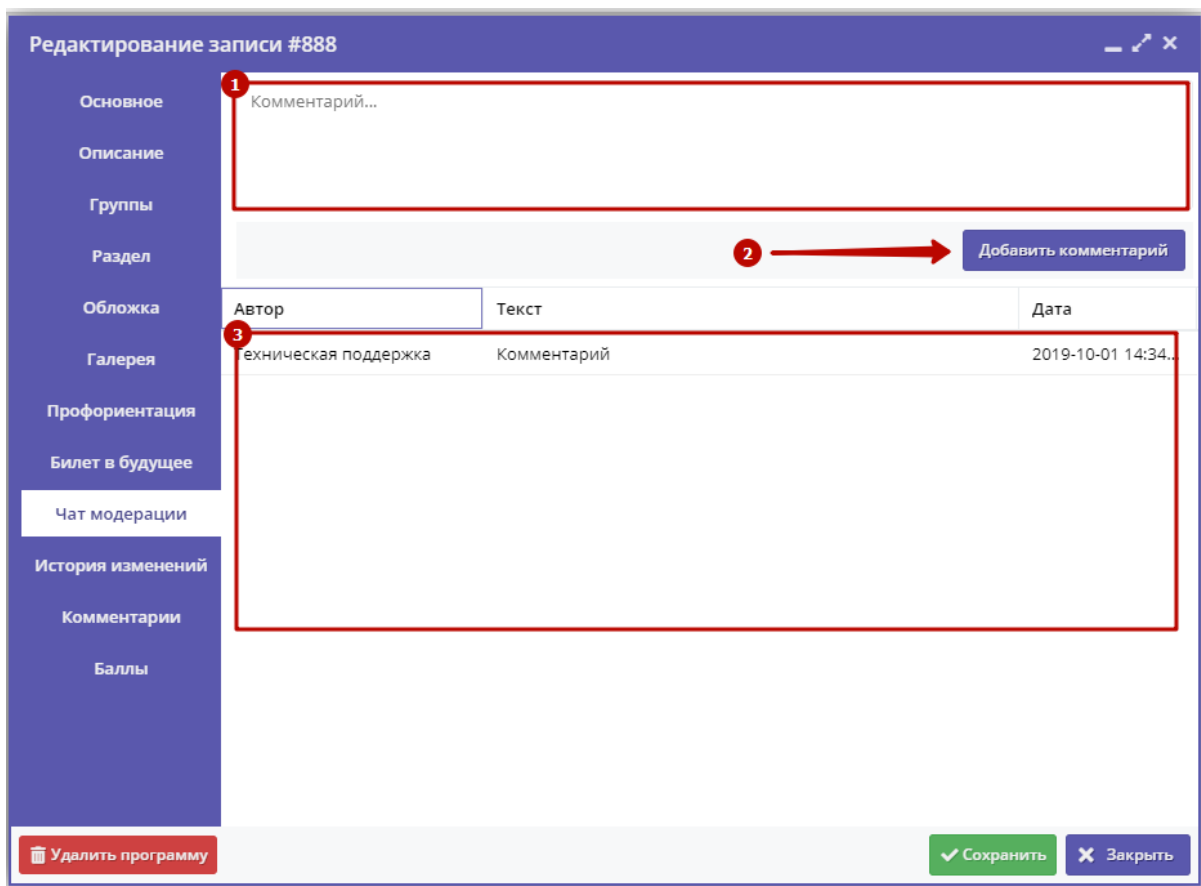 Редактирование записи #888
Основное
Описание
Группы
Раздел
Обложка
Галерея
Профориентация
Билет в будущее
Чат модерации
История изменений
Комментарии
Баллы
1
Комментарий...
2
Добавить комментарий
Автор Текст Дата
3
Техническая поддержка Комментарий 2019-10-01 14:34...
Удалить программу
Сохранить
Закрыть